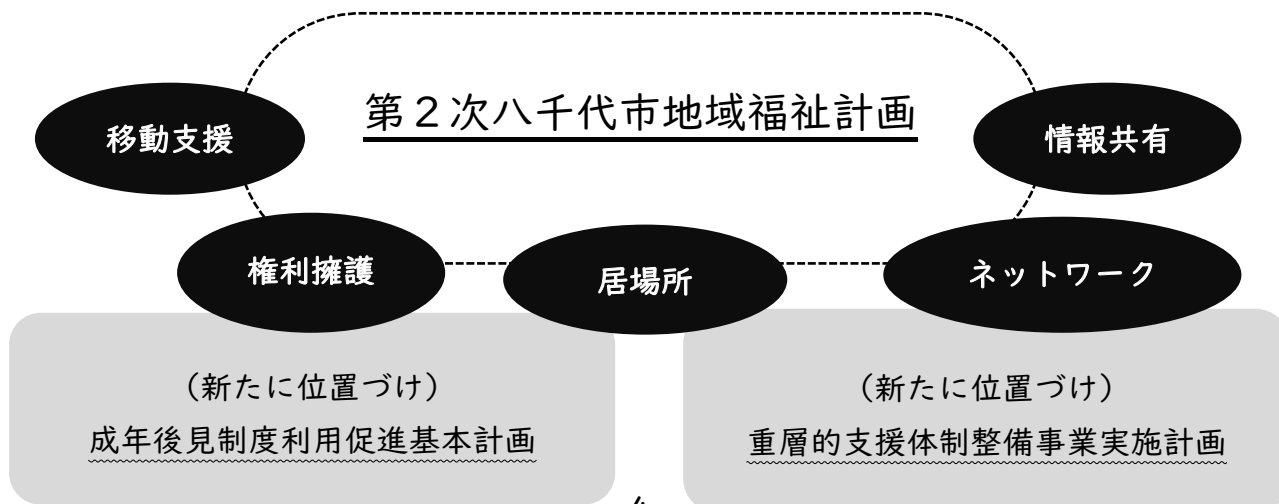 第２次八千代市地域福祉計画
移動支援
情報共有
権利擁護
居場所
ネットワーク
（新たに位置づけ）
成年後見制度利用促進基本計画
（新たに位置づけ）
重層的支援体制整備事業実施計画